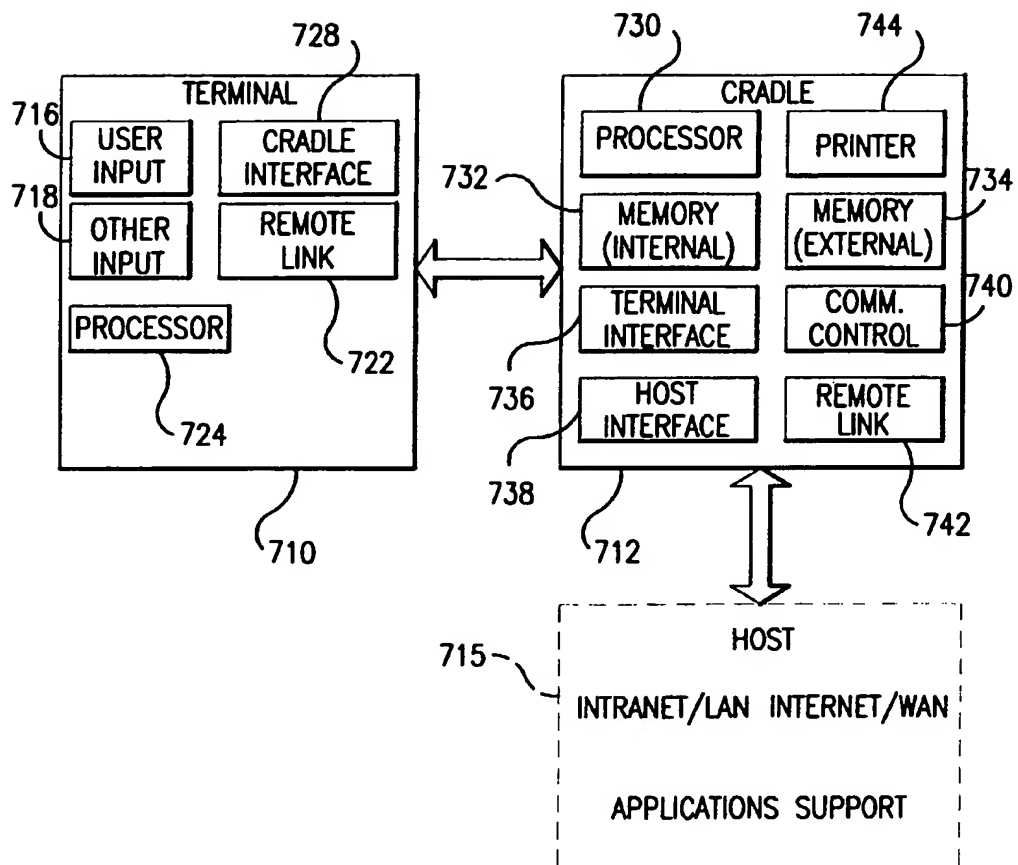 728
730
744
TERMINAL
CRADLE
716
USER
INPUT
CRADLE
INTERFACE
PROCESSOR
PRINTER
718
OTHER
INPUT
REMOTE
LINK
732
MEMORY
(INTERNAL)
MEMORY
(EXTERNAL)
734
PROCESSOR
722
TERMINAL
INTERFACE
COMM.
CONTROL
740
736
724
HOST
INTERFACE
REMOTE
LINK
738
710
712
742
HOST
715
INTRANET/LAN INTERNET/WAN
APPLICATIONS SUPPORT